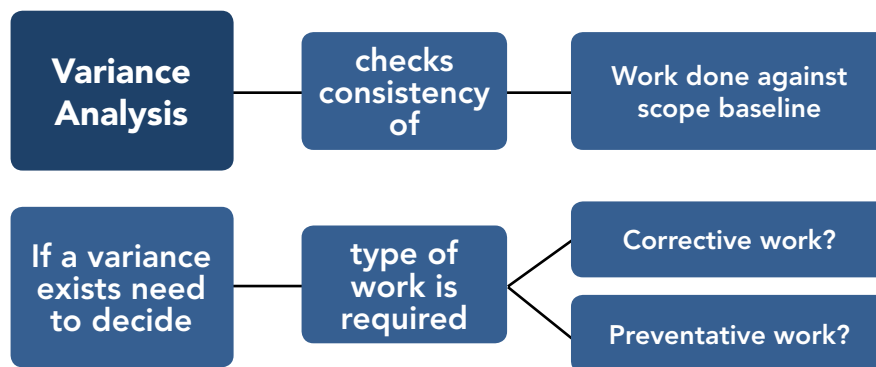 Variance
Analysis
checks
consistency
of
Work done against
scope baseline
If a variance
exists need
to decide
type of
work is
required
Corrective work?
Preventative work?